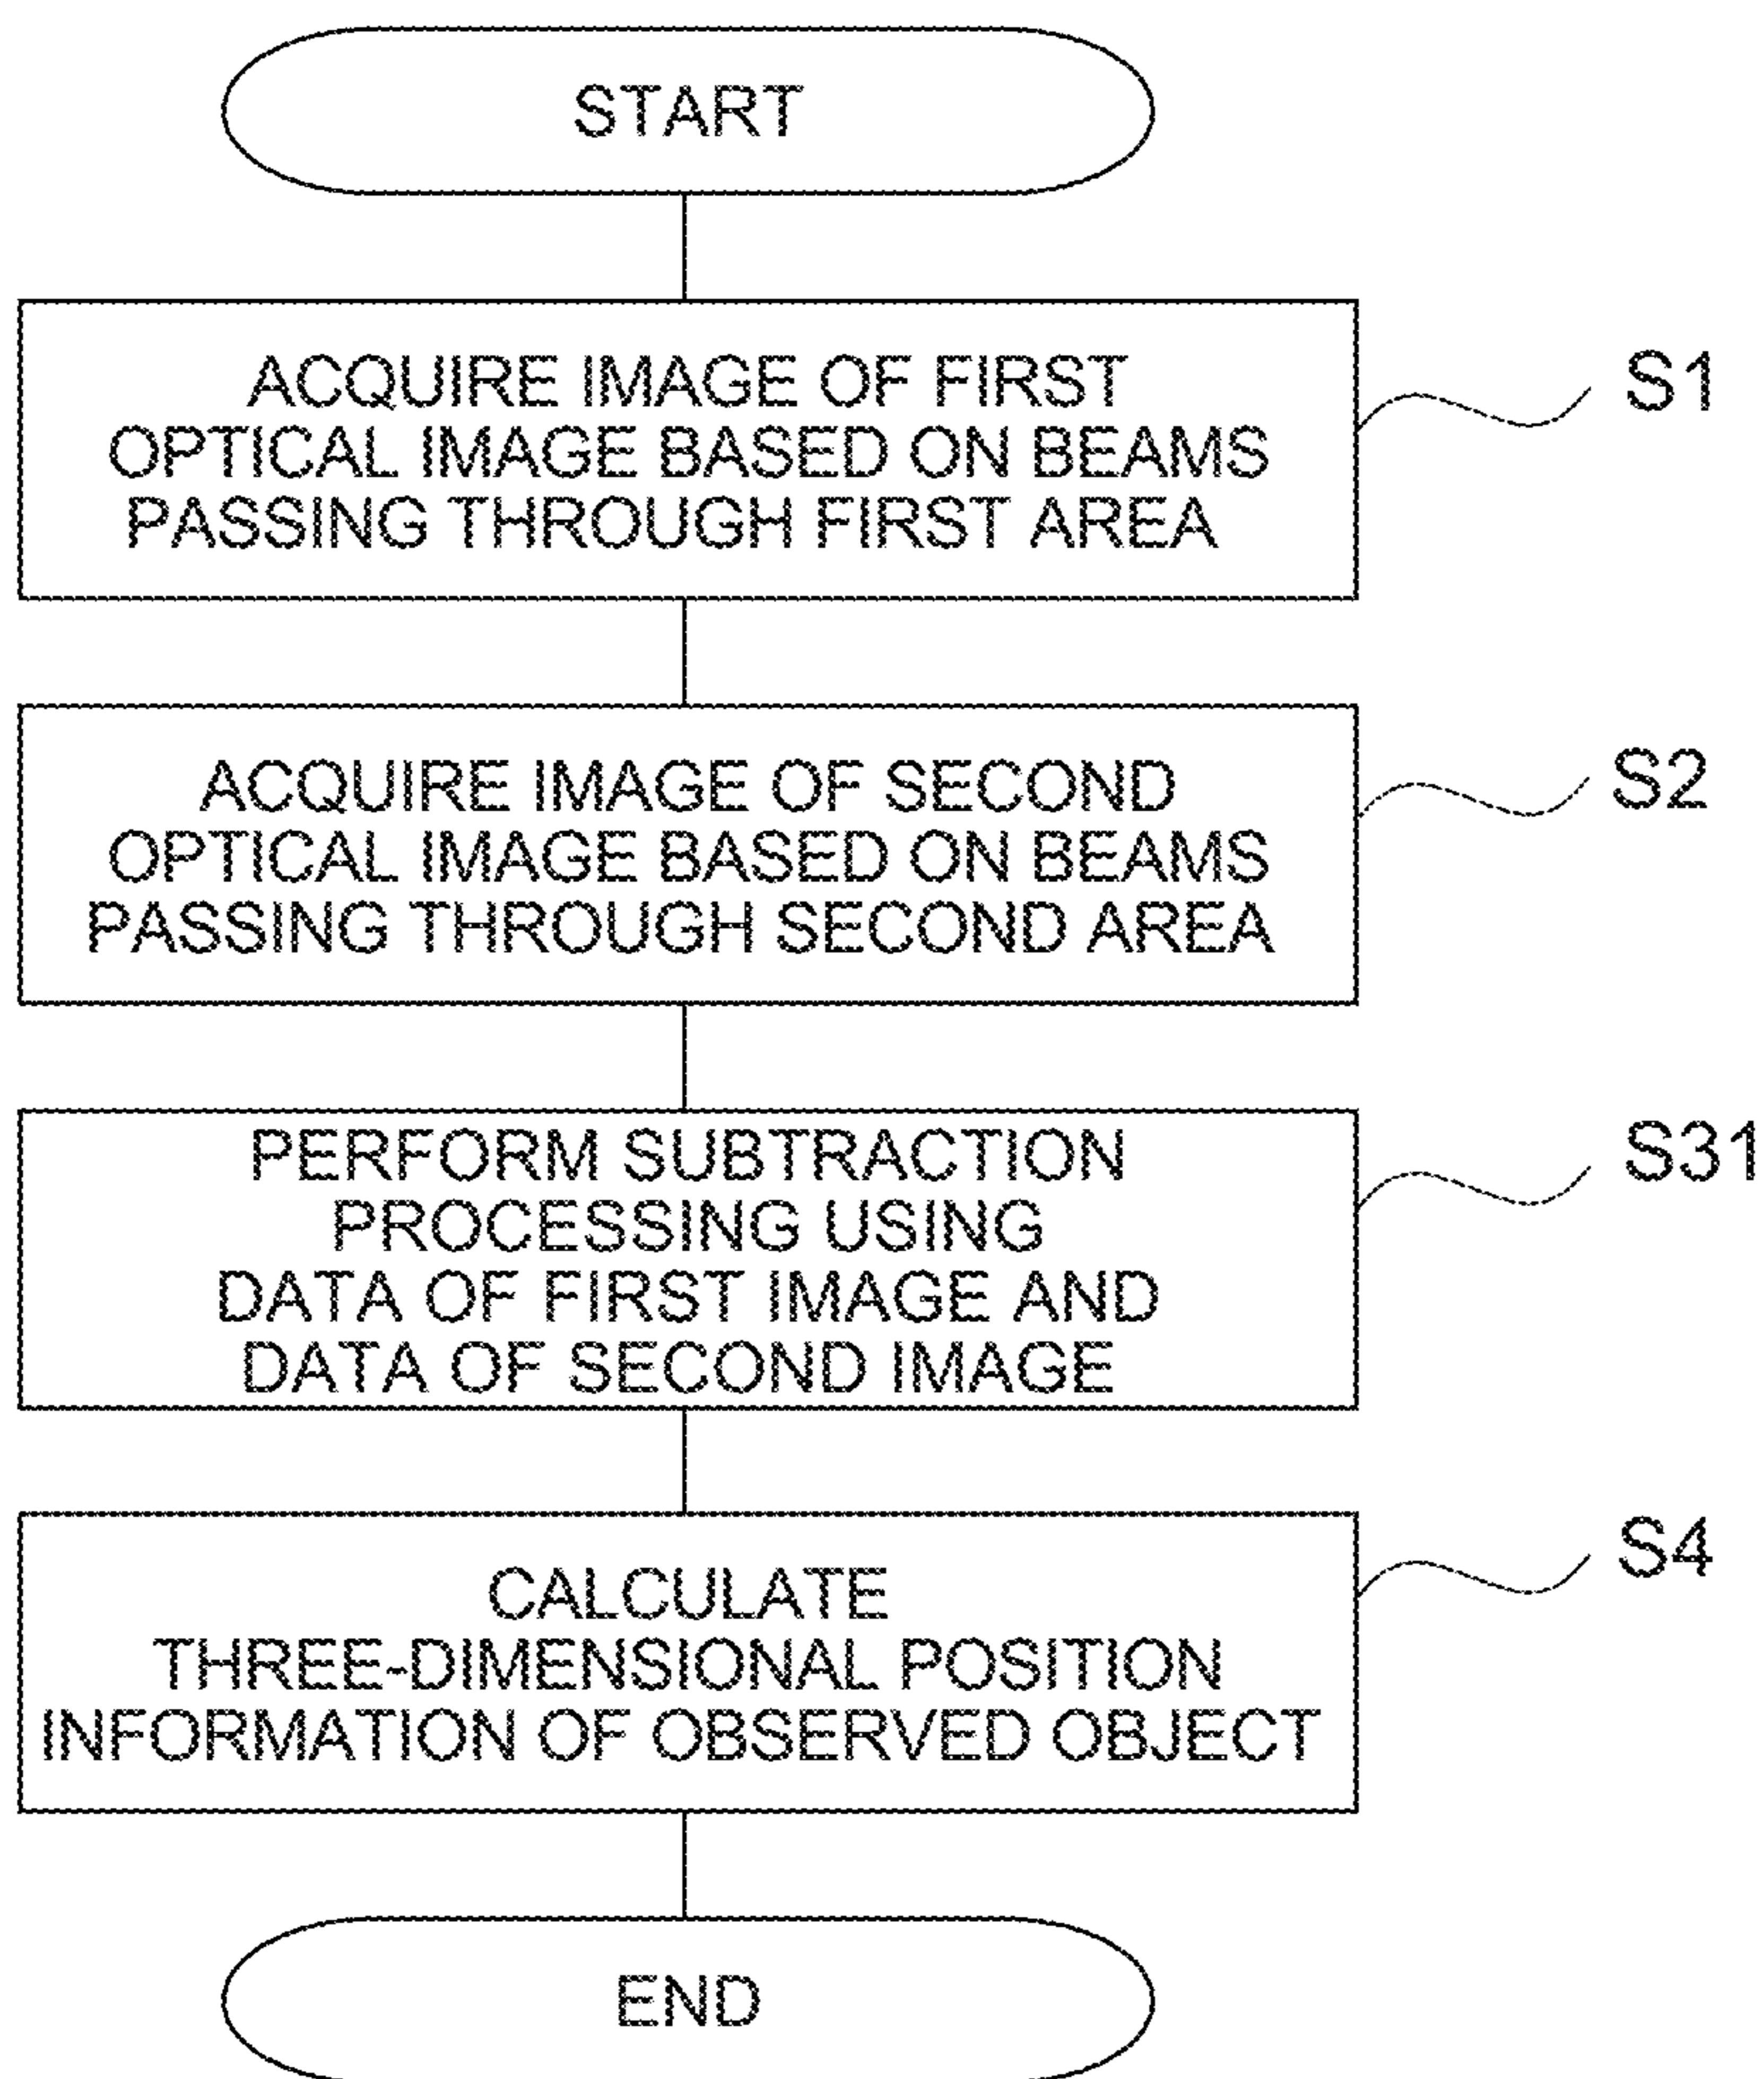 START
ACQUIRE IMAGE OF FIRST
OPTICAL IMAGE BASED ON BEAMS
PASSING THROUGH FIRST AREA
S1
ACQUIRE IMAGE OF SECOND
OPTICAL IMAGE BASED ON BEAMS
PASSING THROUGH SECOND AREA
S2
PERFORM SUBTRACTION
PROCESSING USING
DATA OF FIRST IMAGE AND
DATA OF SECOND IMAGE
S31
CALCULATE
THREE-DIMENSIONAL POSITION
INFORMATION OF OBSERVED OBJECT
S4
END